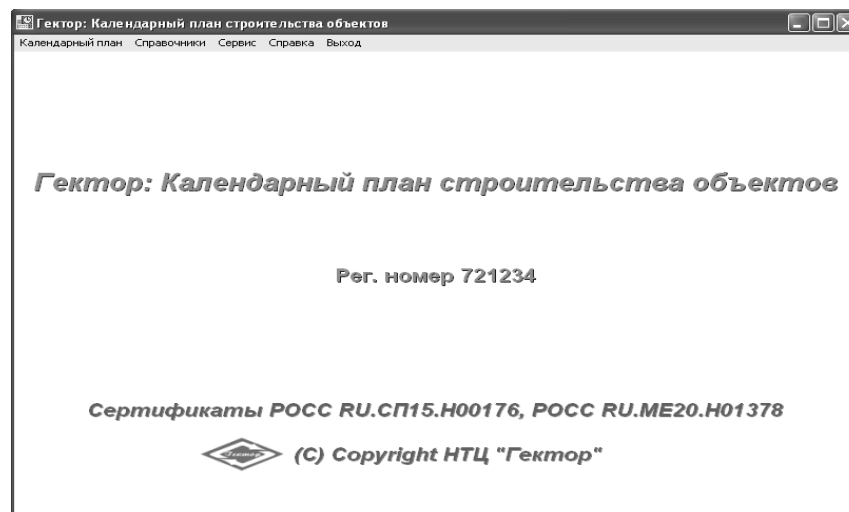 Гектор: Календарный план строительства объектов
Календарный план Справочники Сервис Справка Выход
Гектор: Календарный план строительства объектов
Рег. номер 721234
Сертификаты РОСС RU.СП15.Н00176, РОСС RU.МЕ20.Н01378
Гектор (C) Copyright НТЦ "Гектор"